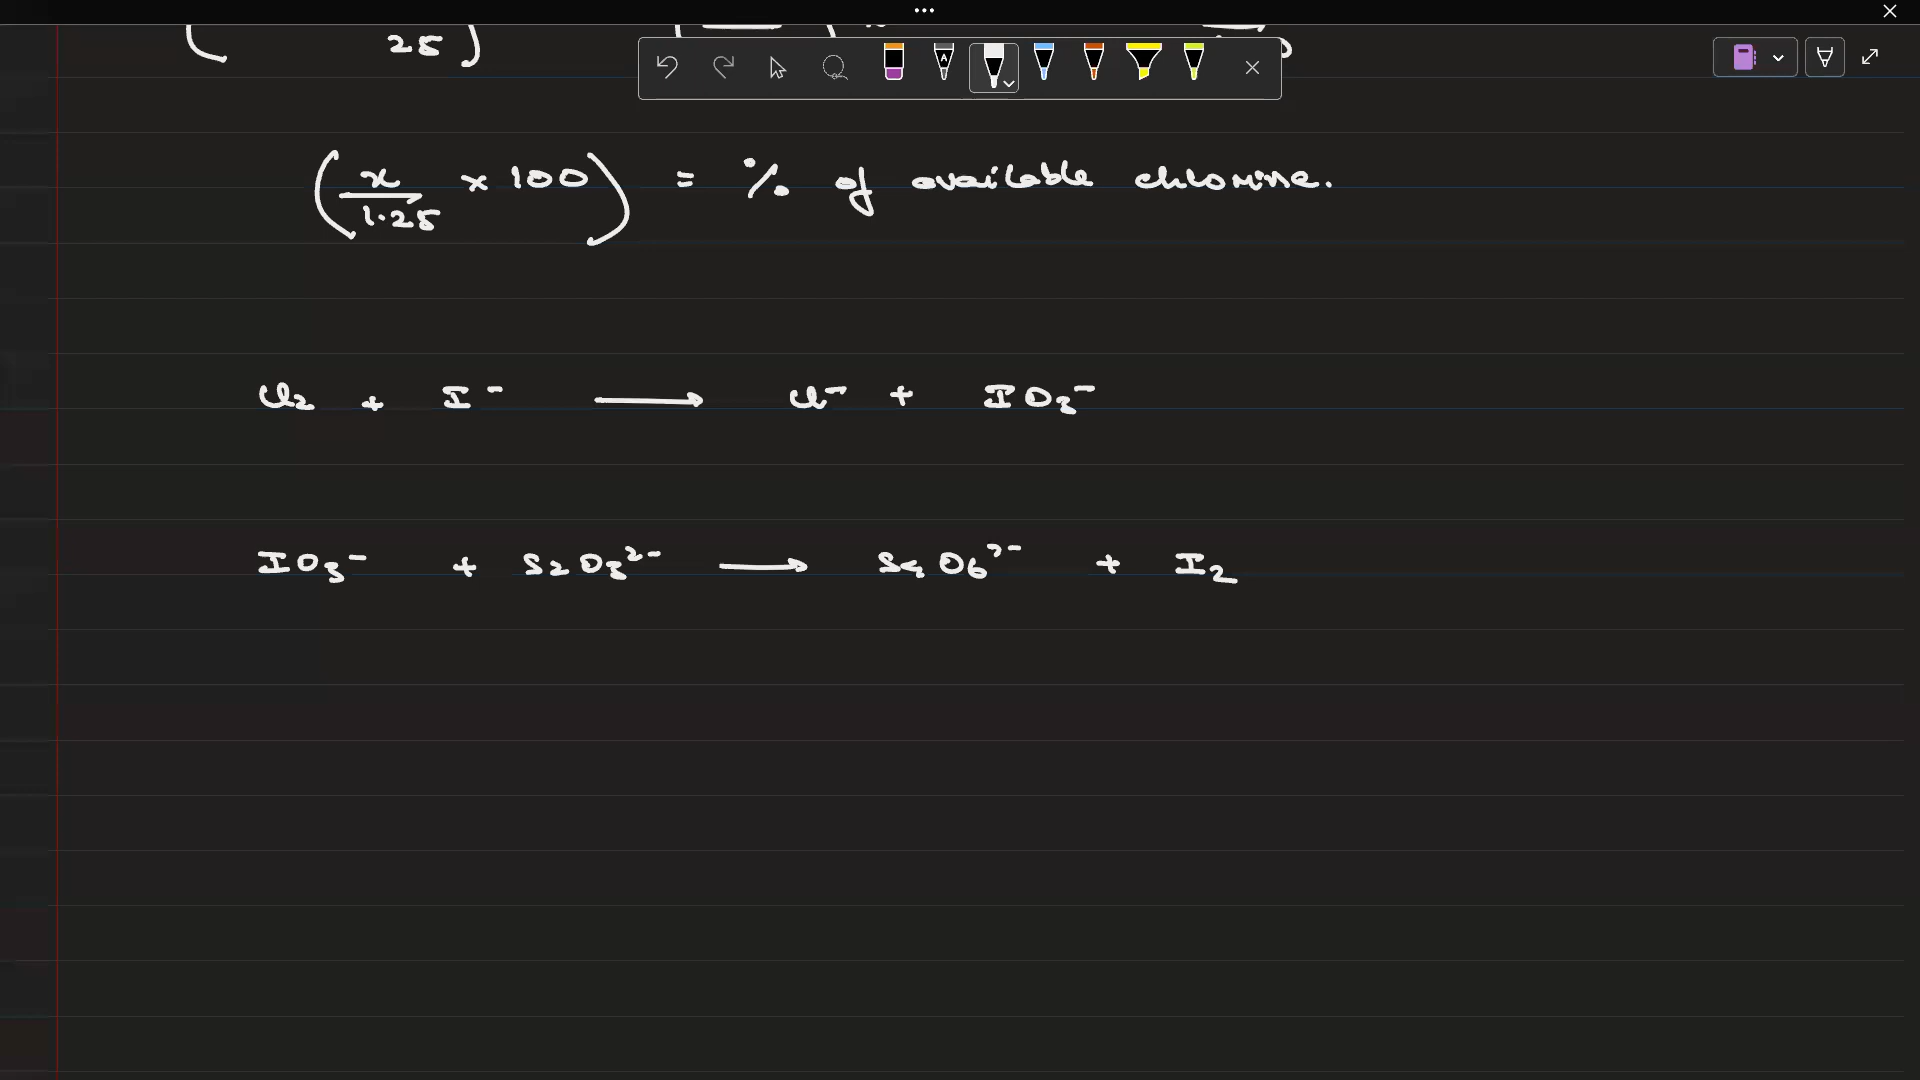 25
(x/1.25 × 100) = % of available chlorine.
Cl₂ + I⁻ ⟶ Cl⁻ + IO₃⁻
IO₃⁻ + S₂O₃²⁻ ⟶ S₄O₆²⁻ + I₂